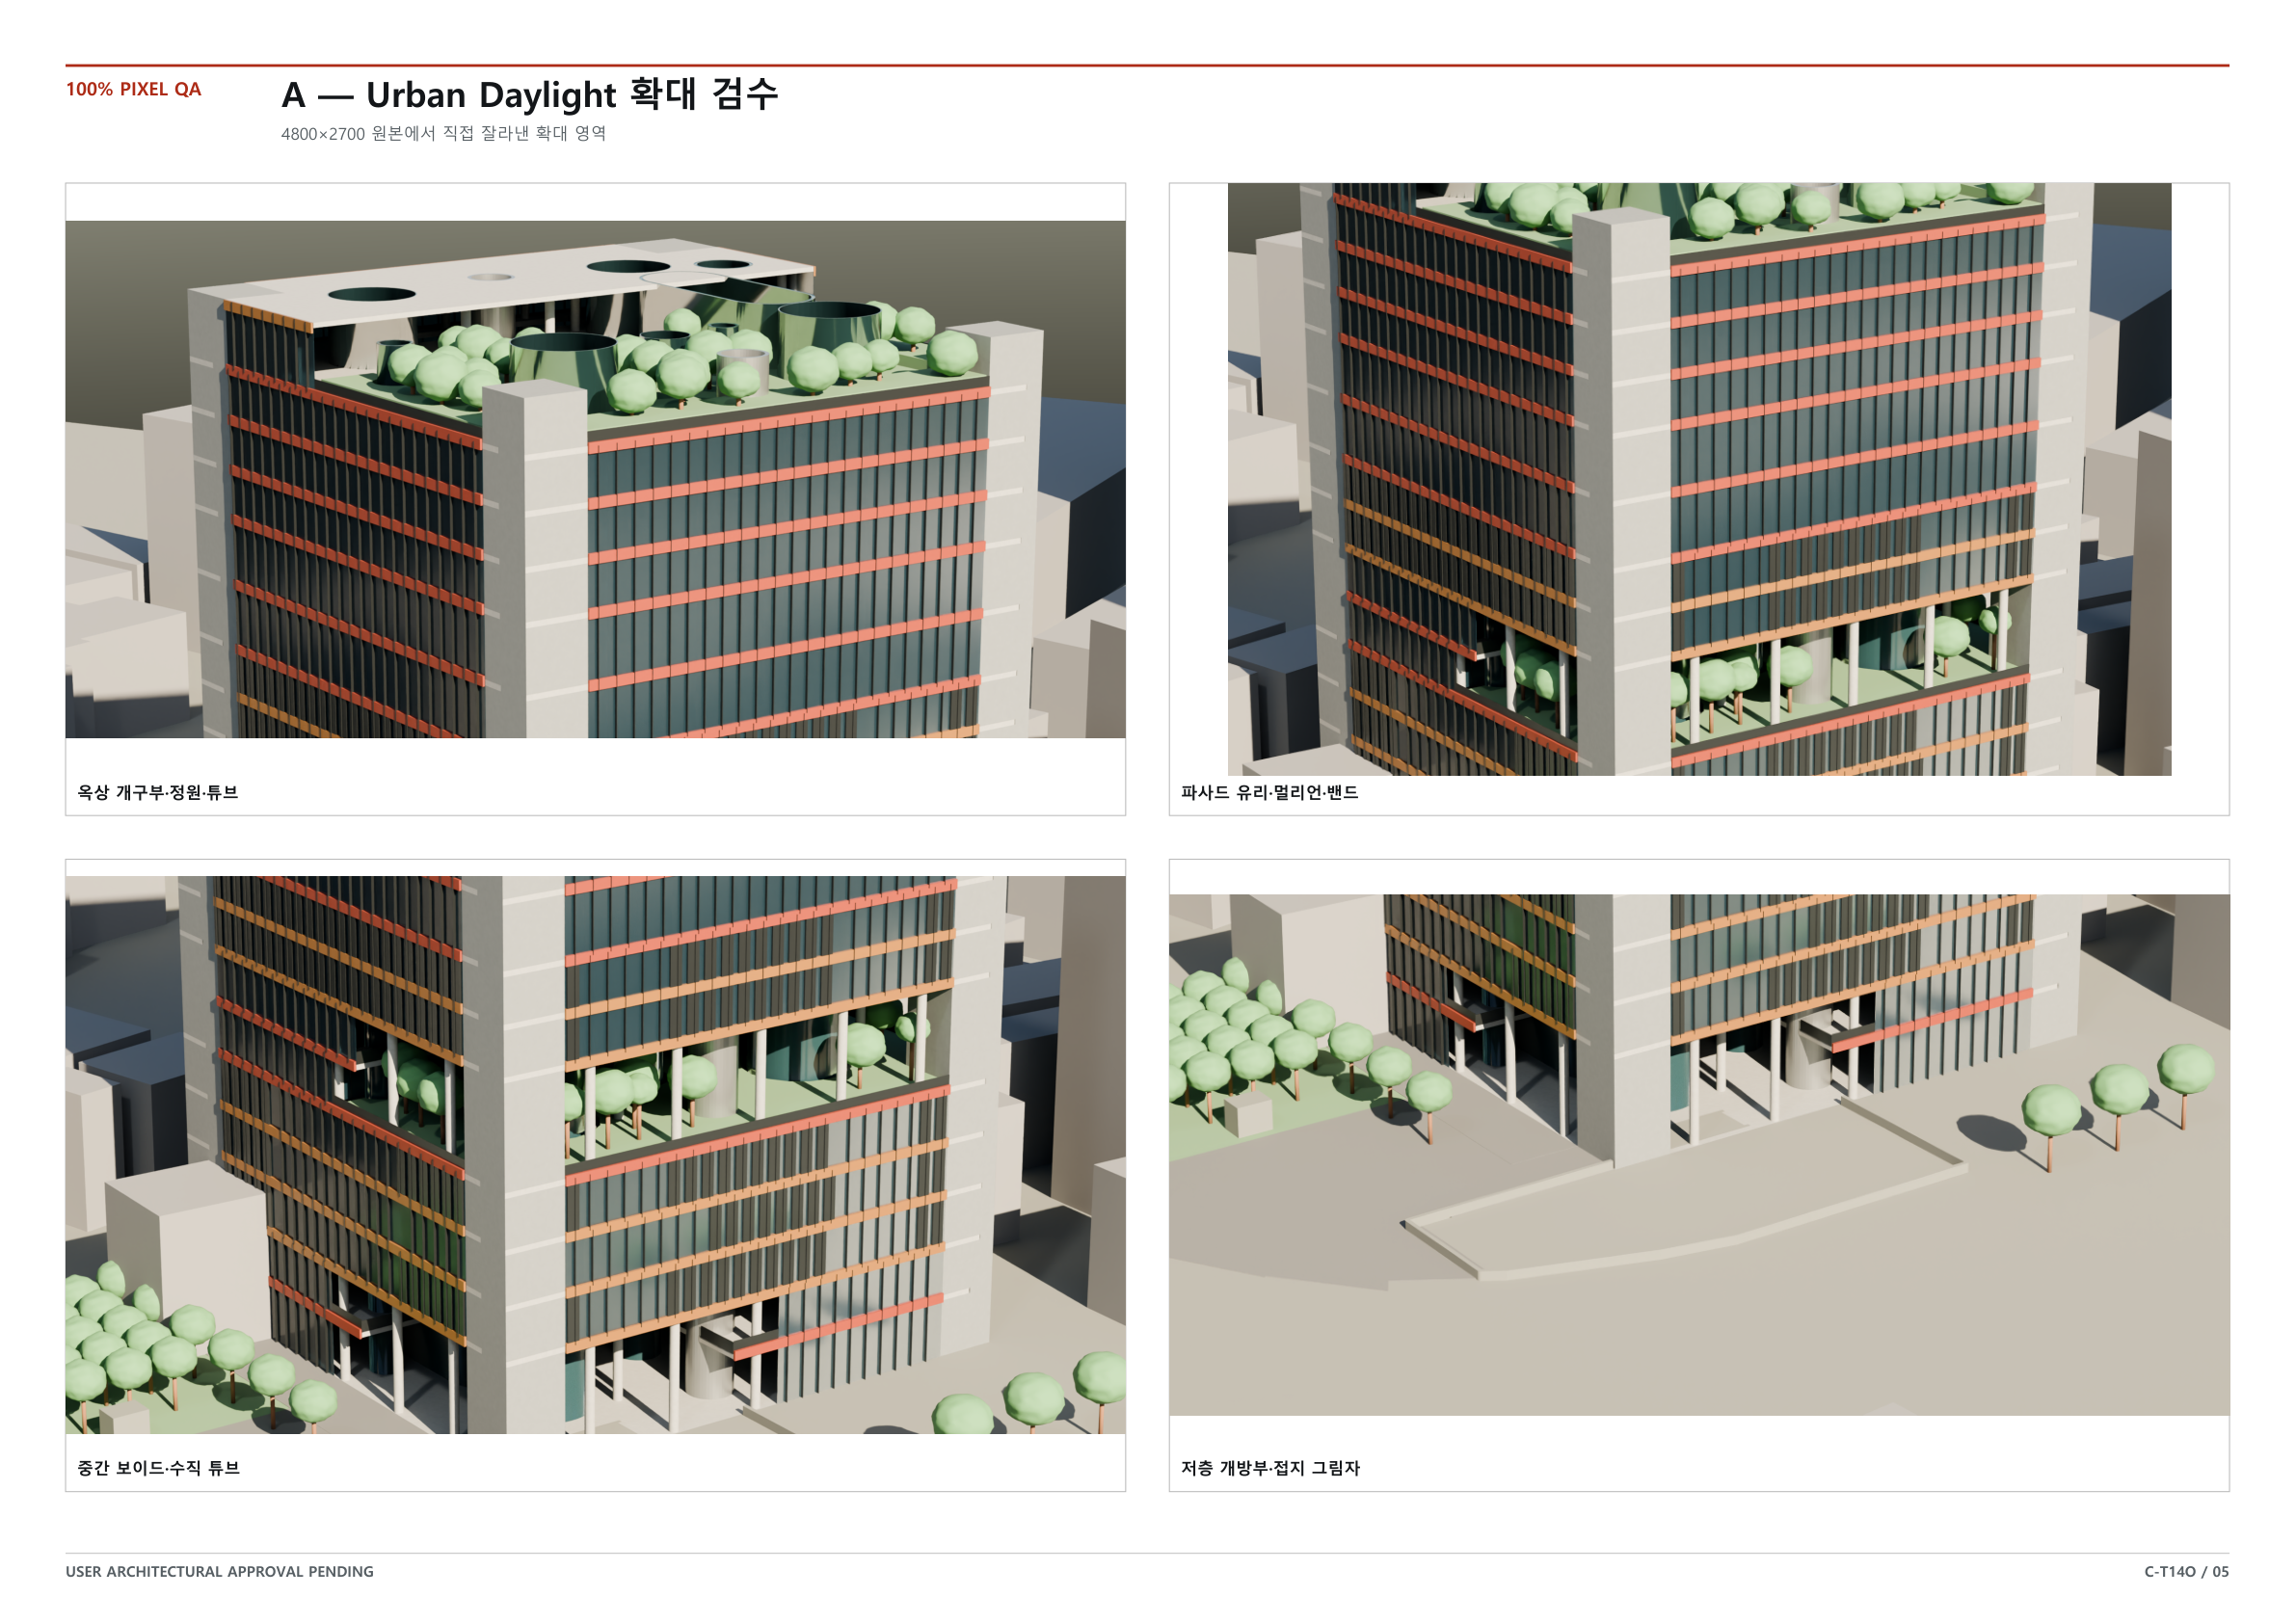 100% PIXEL QA
A — Urban Daylight 확대 검수
4800×2700 원본에서 직접 잘라낸 확대 영역
옥상 개구부·정원·튜브
파사드 유리·멀리언·밴드
중간 보이드·수직 튜브
저층 개방부·접지 그림자
USER ARCHITECTURAL APPROVAL PENDING
C-T14O / 05